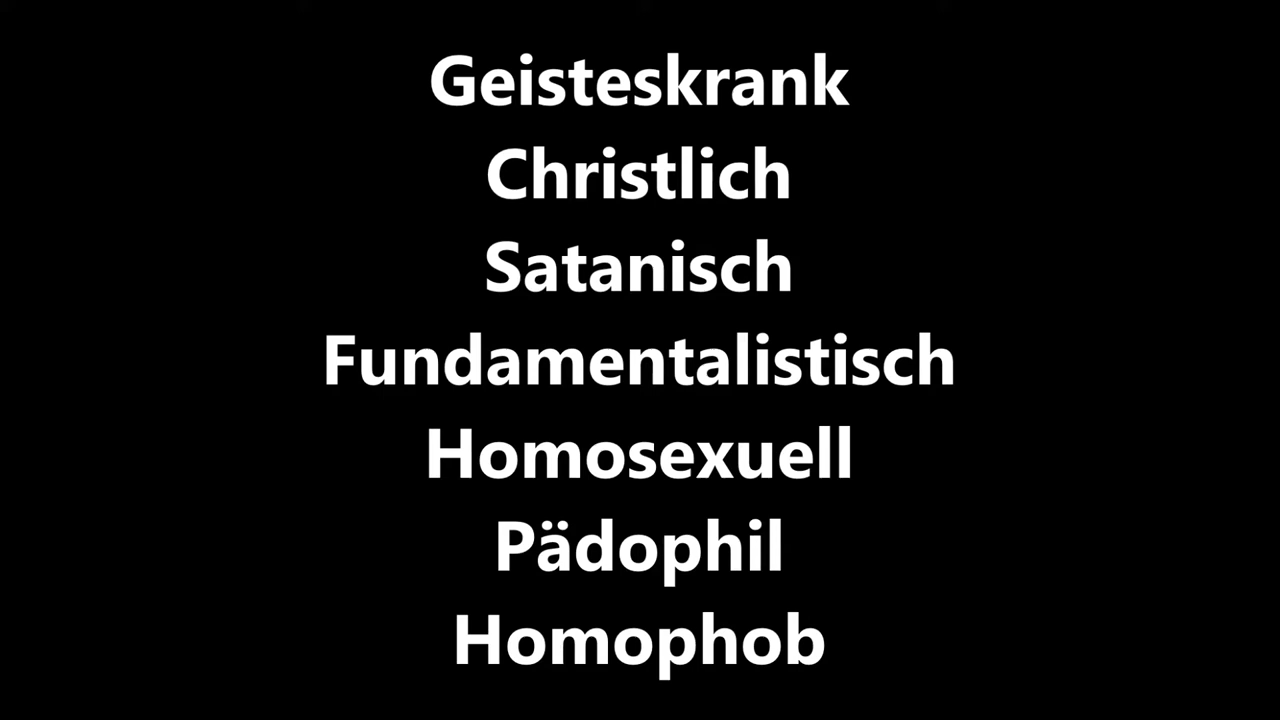 Geisteskrank
Christlich
Satanisch
Fundamentalistisch
Homosexuell
Pädophil
Homophob